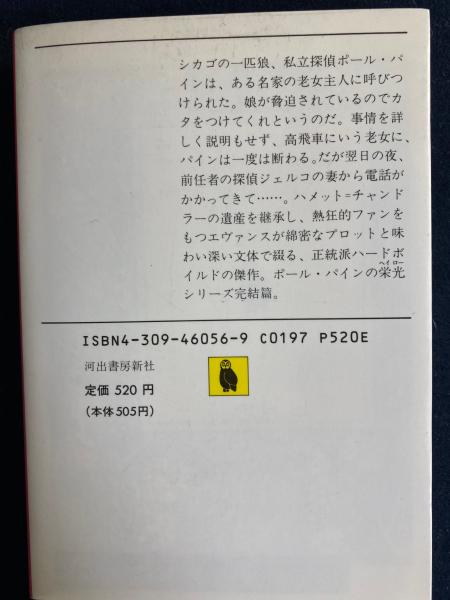 シカゴの一匹狼、私立探偵ポール・パ
インは、ある名家の老女主人に呼びつ
けられた。娘が脅迫されているのでカ
タをつけてくれというのだ。事情を詳
しく説明もせず、高飛車にいう老女に、
パインは一度は断わる。だが翌日の夜、
前任者の探偵ジェルコの妻から電話が
かかってきて……。ハメット=チャンド
ラーの遺産を継承し、熱狂的ファンを
もつエヴァンスが綿密なプロットと味
わい深い文体で綴る、正統派ハードボ
イルドの傑作。ポール・パインの栄光
ヘイロー
シリーズ完結篇。
ISBN4-309-46056-9 C0197 P520E
河出書房新社
定価 520 円
(本体505円)